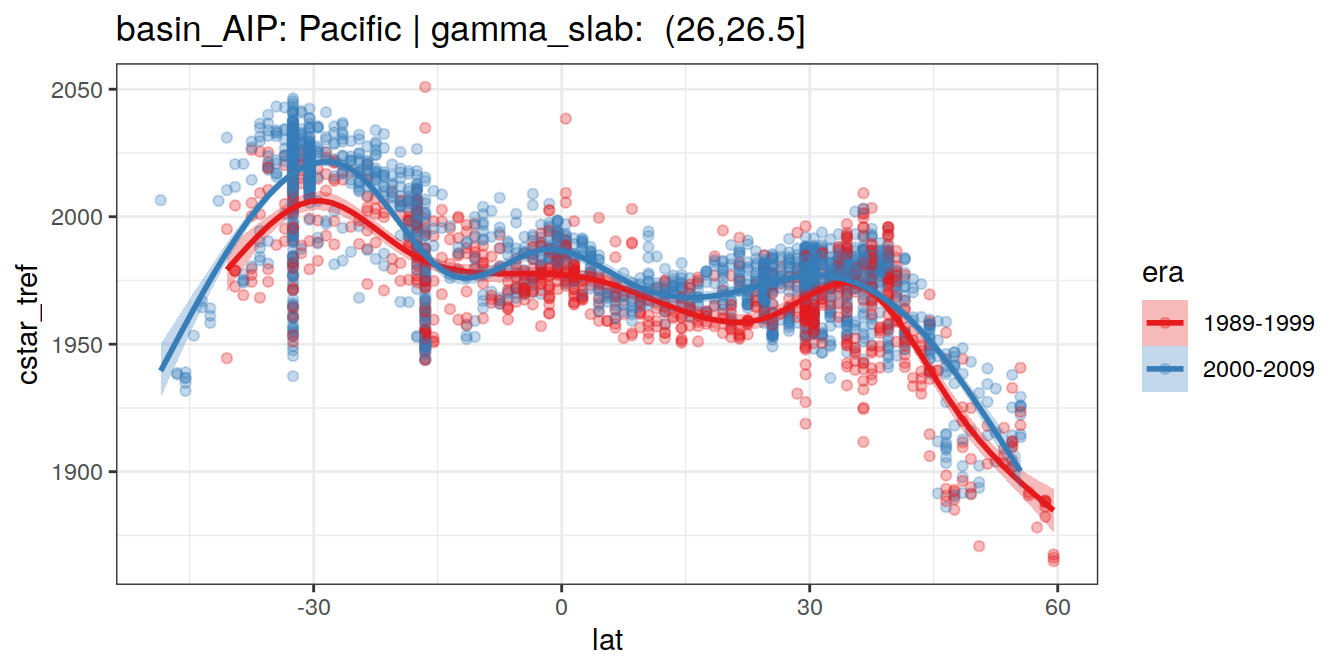 basin_AIP: Pacific | gamma_slab:  (26,26.5]
2050
2000
1950
1900
cstar_tref
-30
0
30
60
lat
era
1989-1999
2000-2009